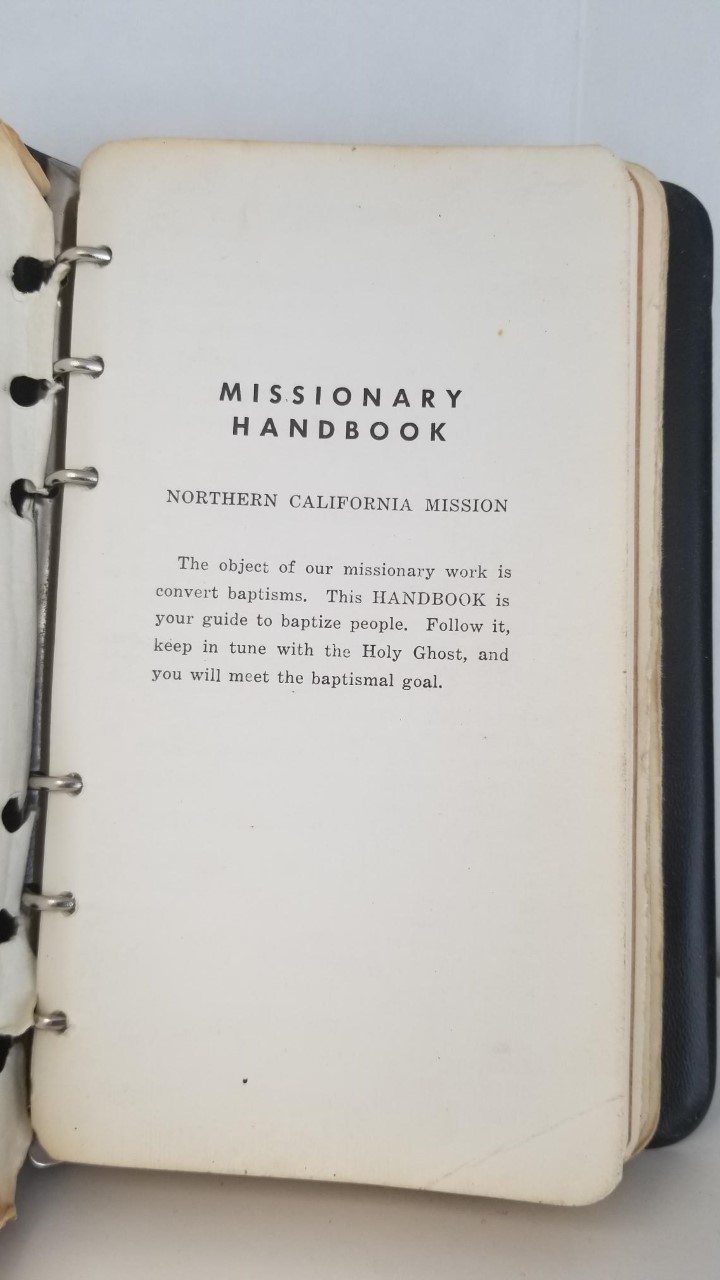 MISSIONARY
HANDBOOK
NORTHERN CALIFORNIA MISSION
The object of our missionary work is
convert baptisms. This HANDBOOK is
your guide to baptize people. Follow it,
keep in tune with the Holy Ghost, and
you will meet the baptismal goal.